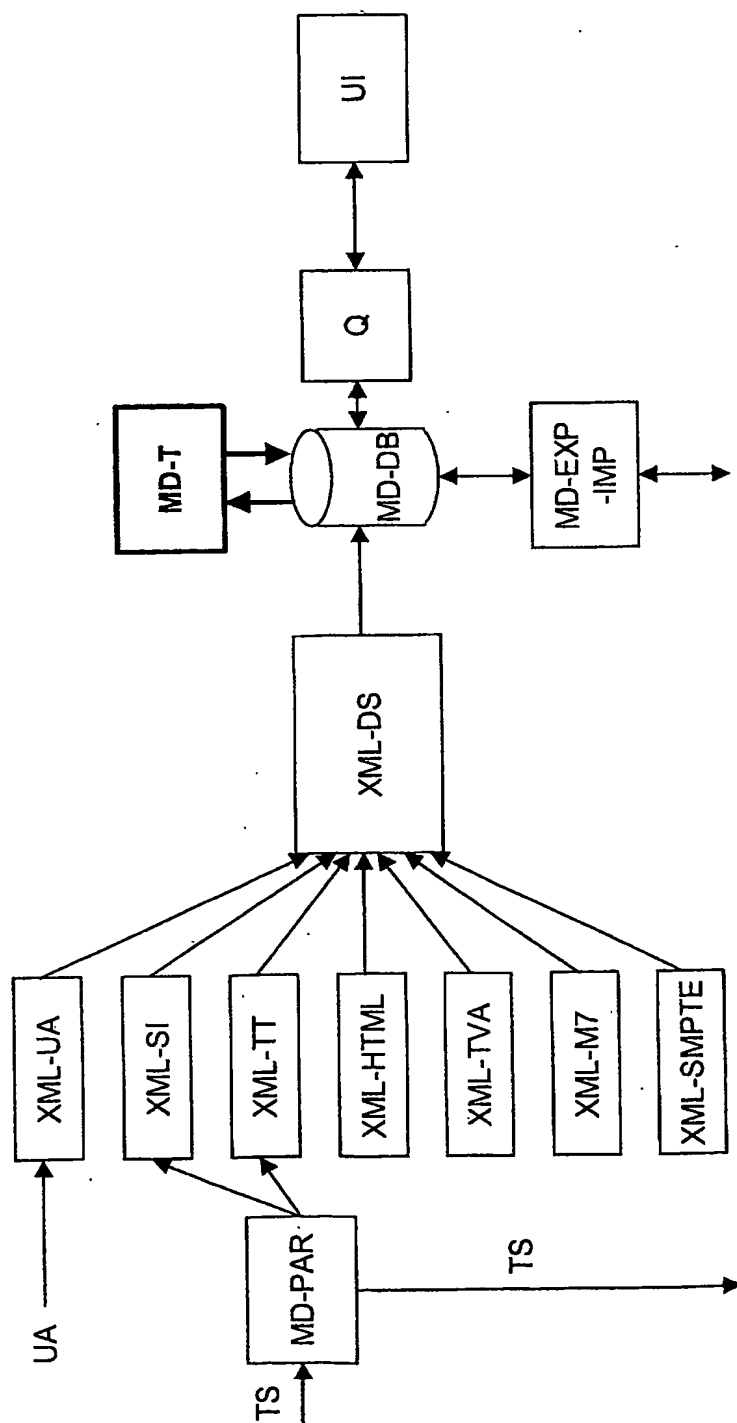 UA
TS
MD-PAR
TS
XML-UA
XML-SI
XML-TT
XML-HTML
XML-TVA
XML-M7
XML-SMPTE
XML-DS
MD-T
MD-DB
MD-EXP
-IMP
Q
UI